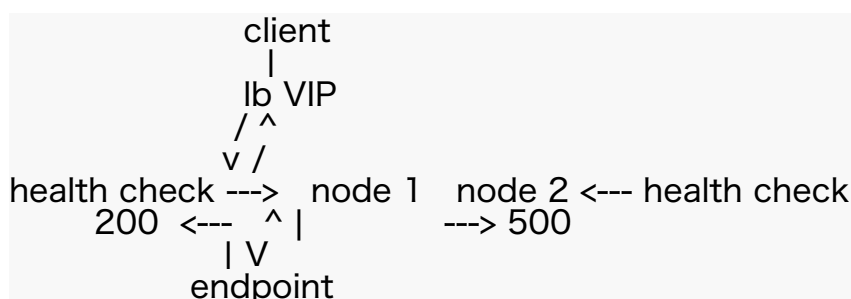 client
|
lb VIP
/ ^
v /
health check ---> node 1 node 2 <--- health check
200 <--- ^ | ---> 500
| V
endpoint